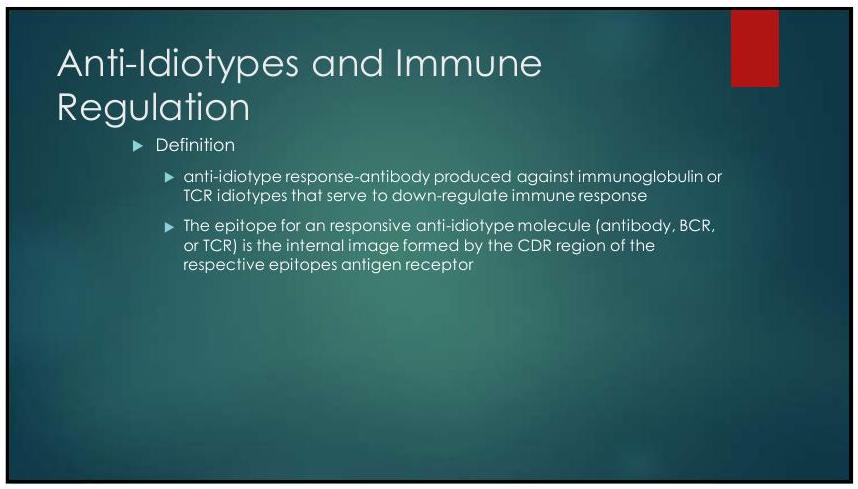 Anti-Idiotypes and Immune
Regulation
Definition
anti-idiotype response-antibody produced against immunoglobulin or
TCR idiotypes that serve to down-regulate immune response
The epitope for an responsive anti-idiotype molecule (antibody, BCR,
or TCR) is the internal image formed by the CDR region of the
respective epitopes antigen receptor